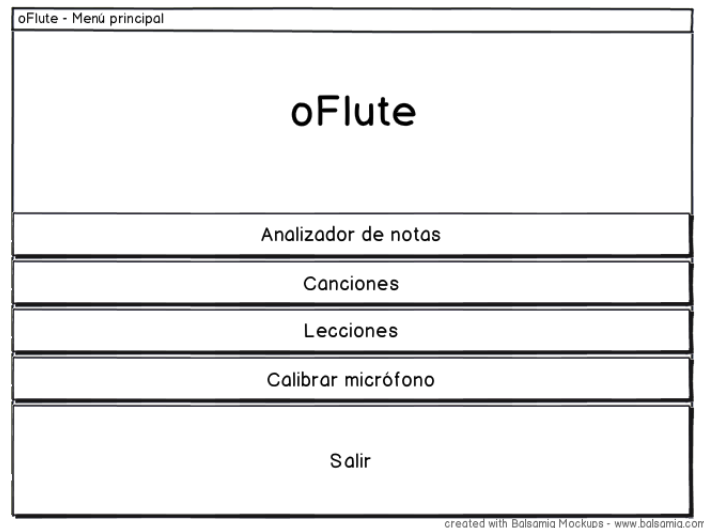 oFlute - Menú principal
oFlute
Analizador de notas
Canciones
Lecciones
Calibrar micrófono
Salir
created with Balsamiq Mockups - www.balsamiq.com